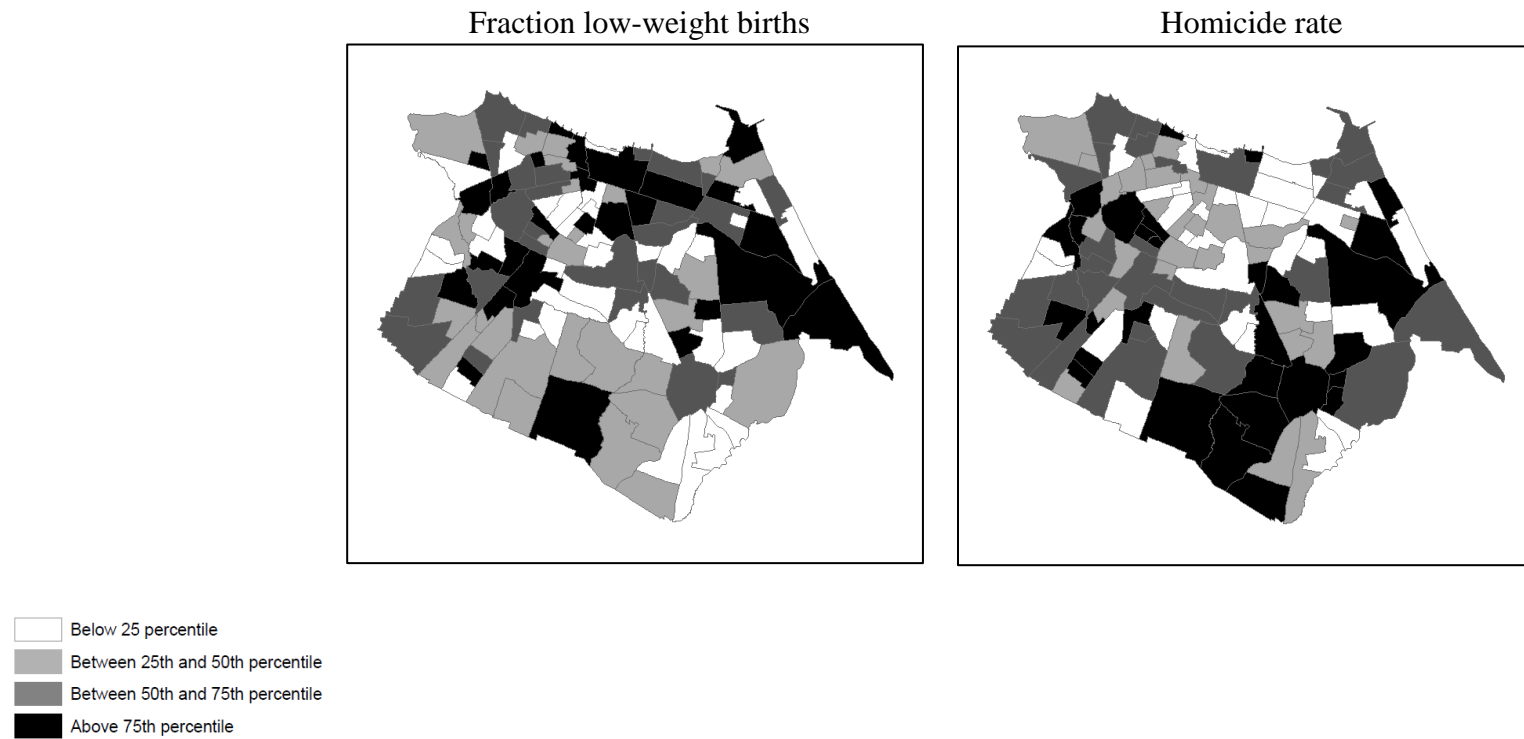 Fraction low-weight births
Homicide rate
Below 25 percentile
Between 25th and 50th percentile
Between 50th and 75th percentile
Above 75th percentile